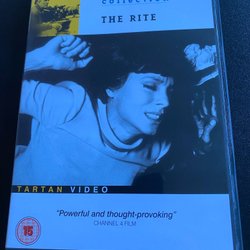 collection
THE RITE
TARTAN VIDEO
"Powerful and thought-provoking"
CHANNEL 4 FILM
15